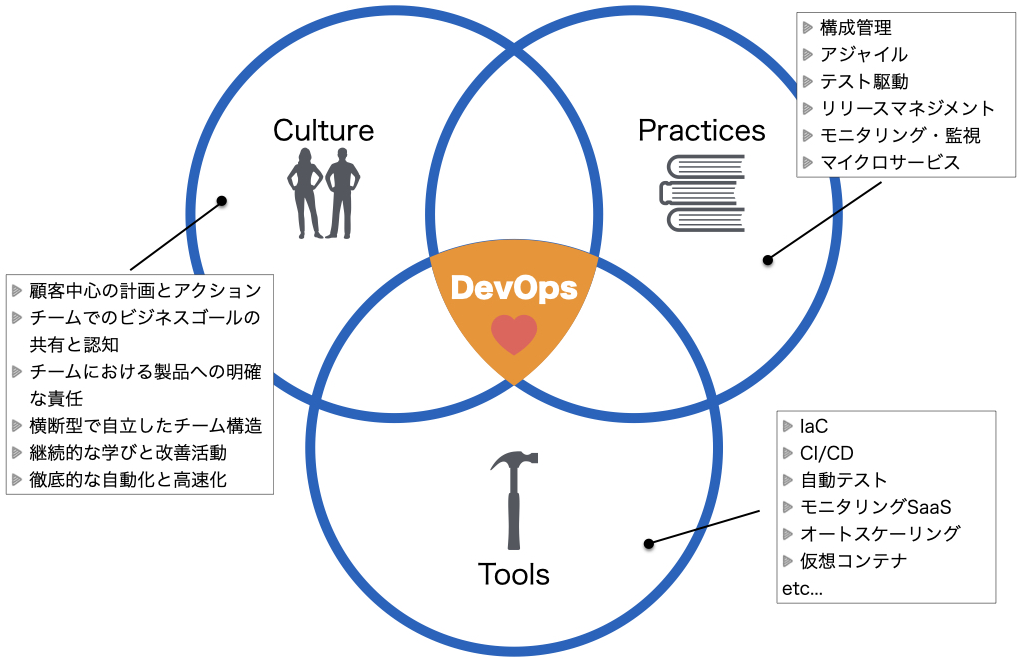 Culture
Practices
構成管理
アジャイル
テスト駆動
リリースマネジメント
モニタリング・監視
マイクロサービス
DevOps
顧客中心の計画とアクション
チームでのビジネスゴールの
共有と認知
チームにおける製品への明確
な責任
横断型で自立したチーム構造
継続的な学びと改善活動
徹底的な自動化と高速化
Tools
IaC
CI/CD
自動テスト
モニタリングSaaS
オートスケーリング
仮想コンテナ
etc...